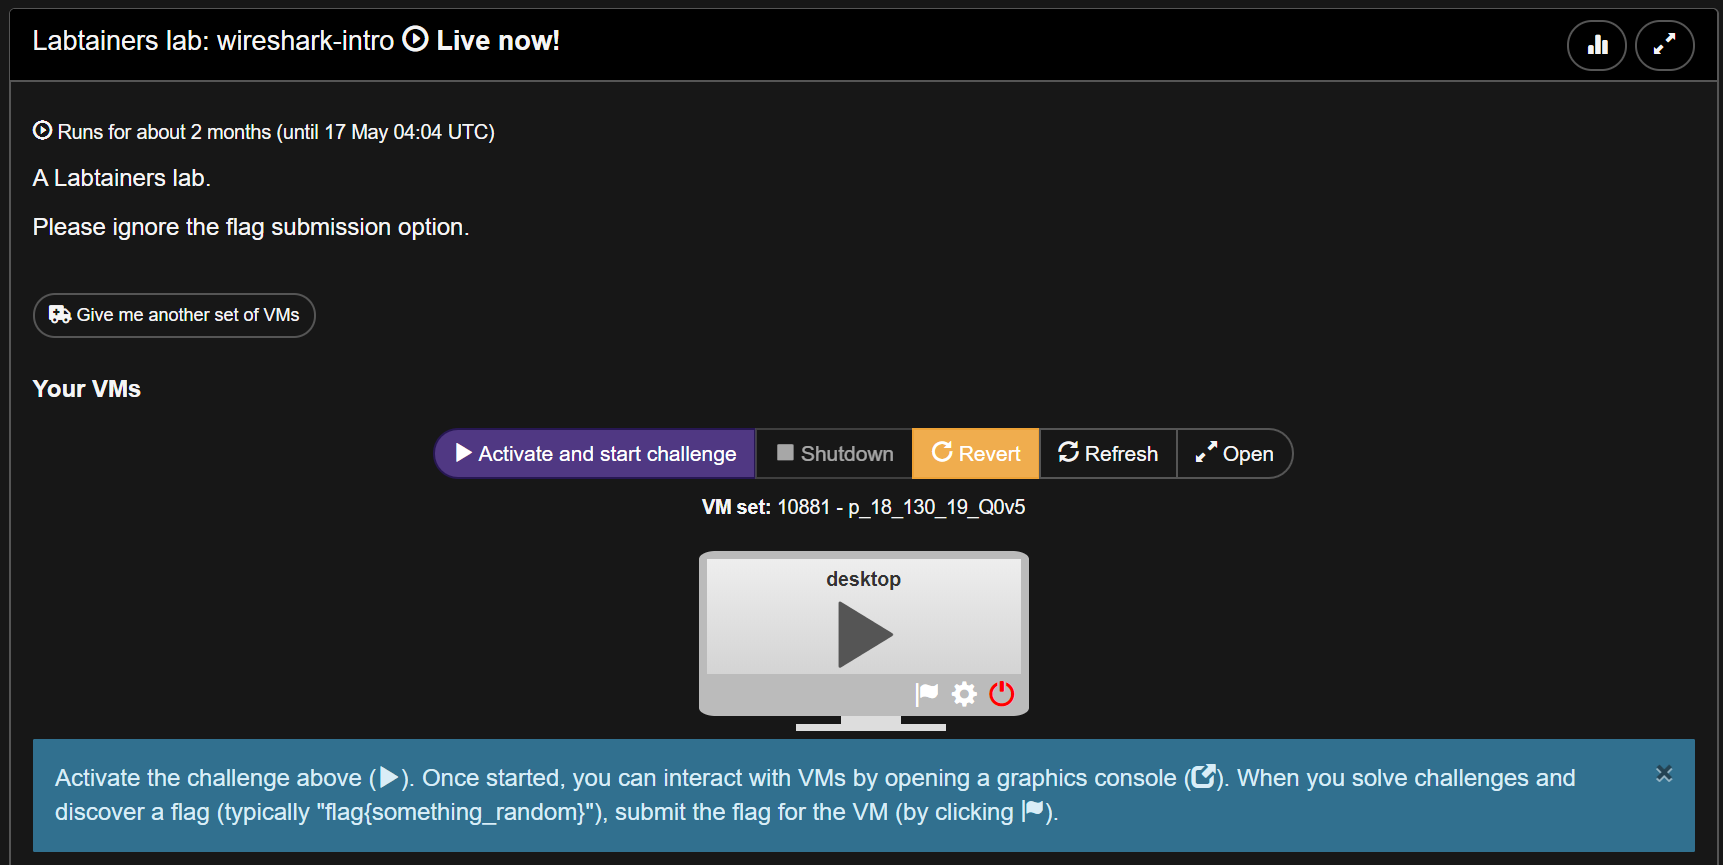 Labtainers lab: wireshark-intro Live now!
Runs for about 2 months (until 17 May 04:04 UTC)
A Labtainers lab.
Please ignore the flag submission option.
Give me another set of VMs
Your VMs
Activate and start challenge Shutdown Revert Refresh Open
VM set: 10881 - p_18_130_19_Q0v5
desktop
Activate the challenge above (▶). Once started, you can interact with VMs by opening a graphics console (). When you solve challenges and
discover a flag (typically "flag{something_random}"), submit the flag for the VM (by clicking ).